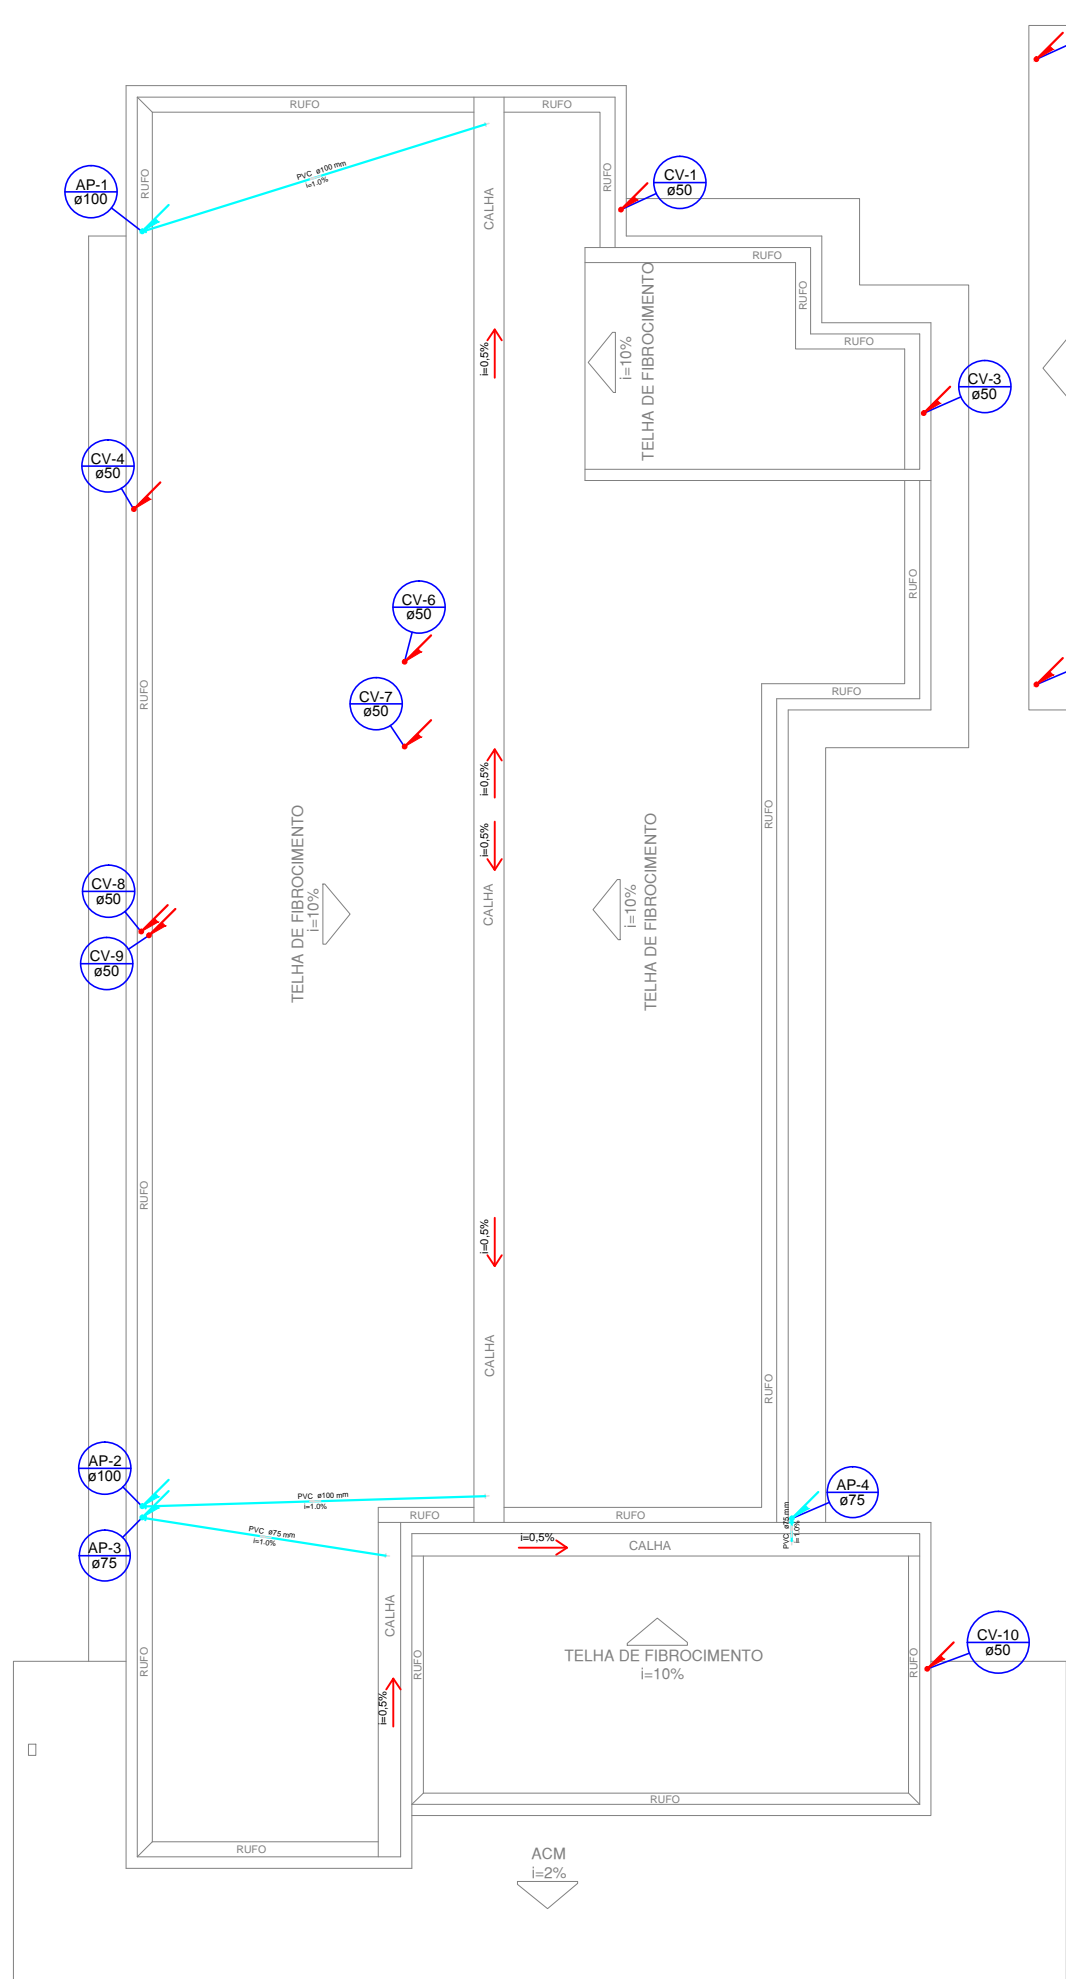 RUFO
RUFO
PVC ø100 mm
i=1.0%
AP-1
ø100
RUFO
CALHA
RUFO
CV-1
ø50
RUFO
RUFO
RUFO
TELHA DE FIBROCIMENTO
i=10%
i=0,5%
CV-3
ø50
CV-4
ø50
RUFO
CV-6
ø50
RUFO
RUFO
CV-7
ø50
i=0,5%
i=0,5%
RUFO
TELHA DE FIBROCIMENTO
i=10%
CALHA
TELHA DE FIBROCIMENTO
i=10%
CV-8
ø50
CV-9
ø50
RUFO
i=0,5%
CALHA
RUFO
AP-2
ø100
PVC ø100 mm
i=1.0%
AP-4
ø75
RUFO
RUFO
PVC ø75 mm
i=1.0%
PVC ø75 mm
i=1.0%
AP-3
ø75
i=0,5%
CALHA
CALHA
RUFO
RUFO
TELHA DE FIBROCIMENTO
i=10%
RUFO
CV-10
ø50
i=0,5%
RUFO
RUFO
ACM
i=2%